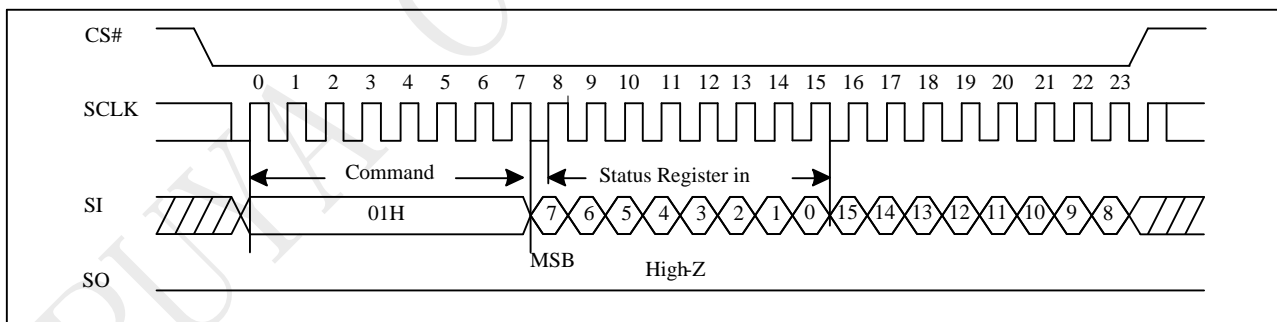 CS#
0 1 2 3 4 5 6 7 8 9 10 11 12 13 14 15 16 17 18 19 20 21 22 23
SCLK
Command Status Register in
SI 01H 7 6 5 4 3 2 1 0 15 14 13 12 11 10 9 8
MSB High-Z
SO
PUYA